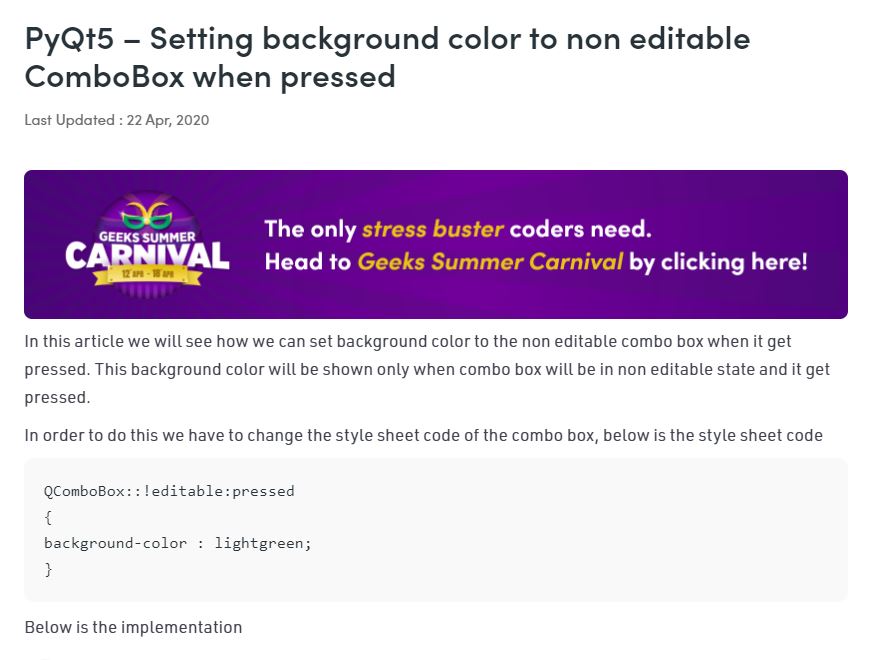 PyQt5 – Setting background color to non editable
ComboBox when pressed
Last Updated : 22 Apr, 2020
GEEKS SUMMER
CARNIVAL
12 APR - 18 APR
The only stress buster coders need.
Head to Geeks Summer Carnival by clicking here!
In this article we will see how we can set background color to the non editable combo box when it get
pressed. This background color will be shown only when combo box will be in non editable state and it get
pressed.
In order to do this we have to change the style sheet code of the combo box, below is the style sheet code
QComboBox::!editable:pressed
{
background-color : lightgreen;
}
Below is the implementation